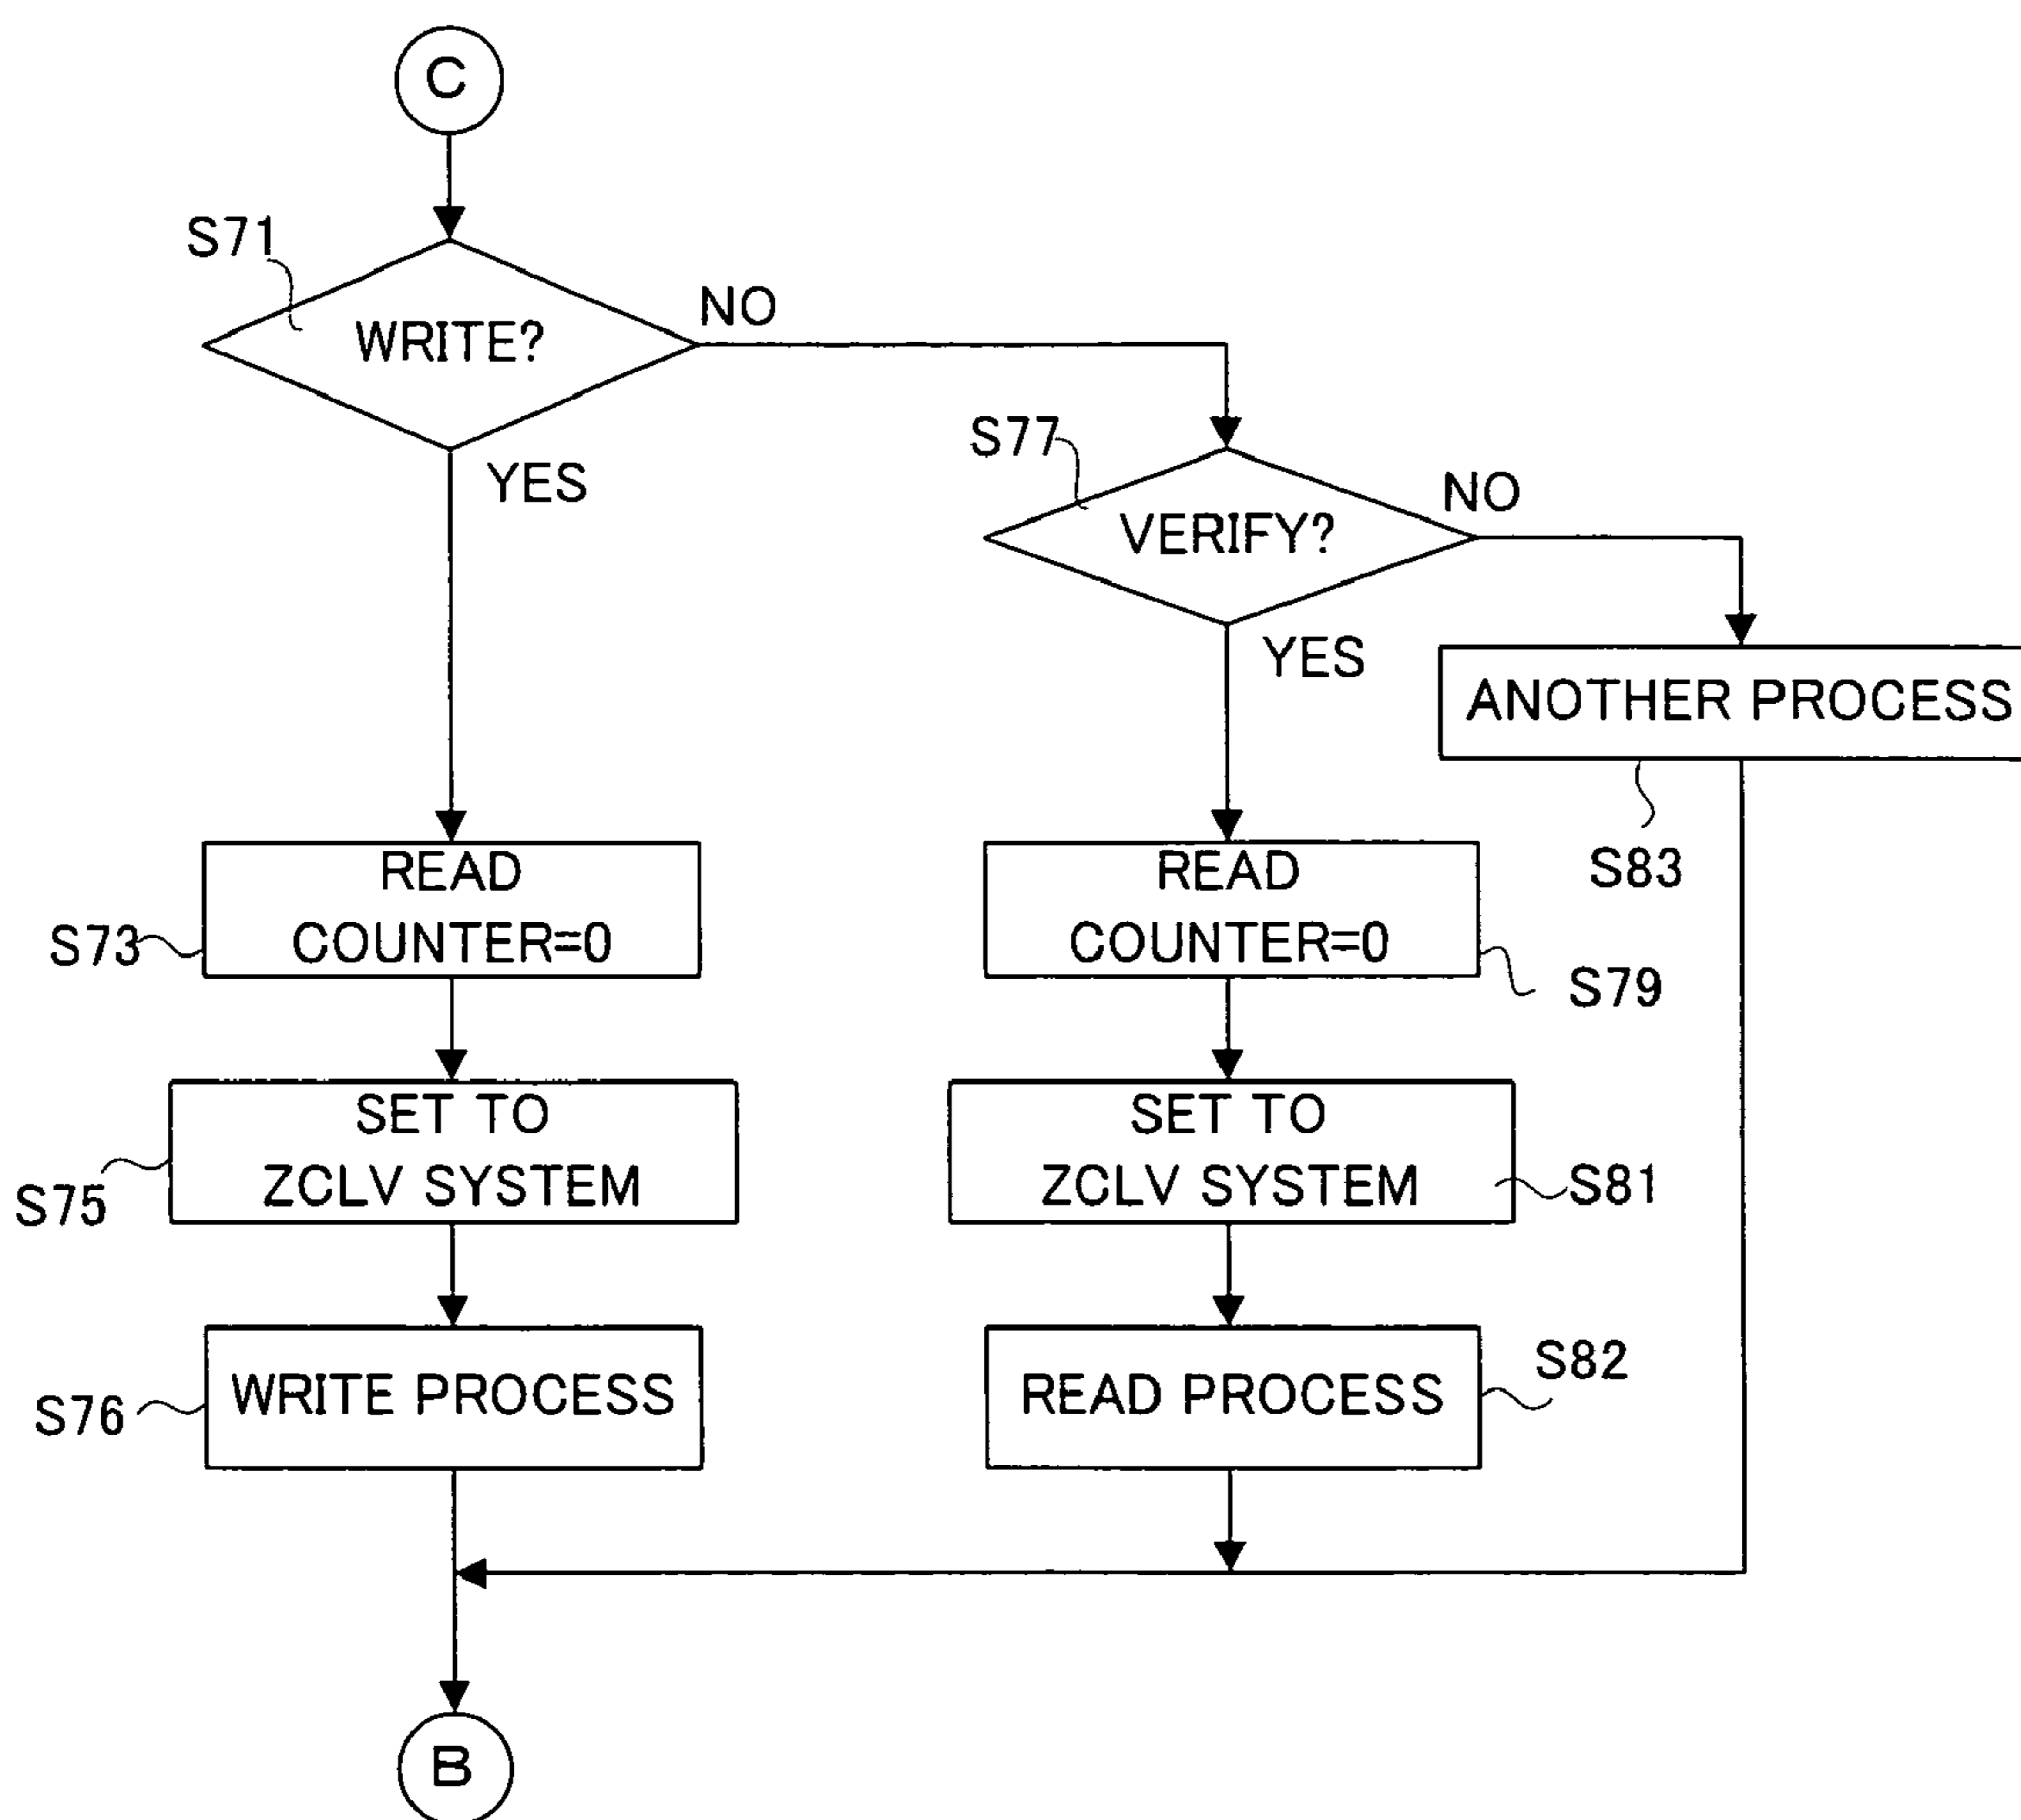 C
S71
WRITE?
NO
YES
S77
VERIFY?
NO
YES
ANOTHER PROCESS
S83
READ
COUNTER=0
S73
READ
COUNTER=0
S79
SET TO
ZCLV SYSTEM
S75
SET TO
ZCLV SYSTEM
S81
WRITE PROCESS
S76
READ PROCESS
S82
B